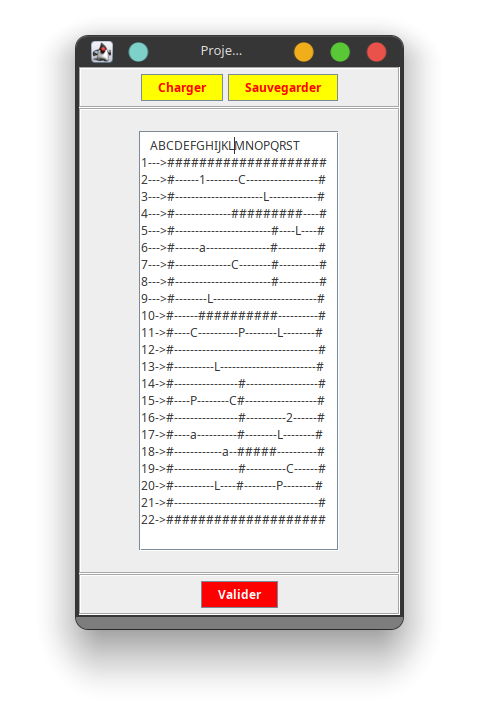 Proje...
Charger
Sauvegarder
ABCDEFGHIJKLMNOPQRST
1--->####################
2--->#------1--------C------------------#
3--->#----------------------L------------#
4--->#--------------#########----#
5--->#------------------------#----L----#
6--->#------a----------------#----------#
7--->#--------------C--------#----------#
8--->#------------------------#----------#
9--->#--------L--------------------------#
10->#------##########----------#
11->#----C----------P--------L--------#
12->#------------------------------------#
13->#----------L------------------------#
14->#----------------#------------------#
15->#----P--------C#------------------#
16->#----------------#----------2------#
17->#----a----------#--------L--------#
18->#------------a--#####----------#
19->#----------------#----------C------#
20->#----------L----#--------P--------#
21->#------------------------------------#
22->####################
Valider